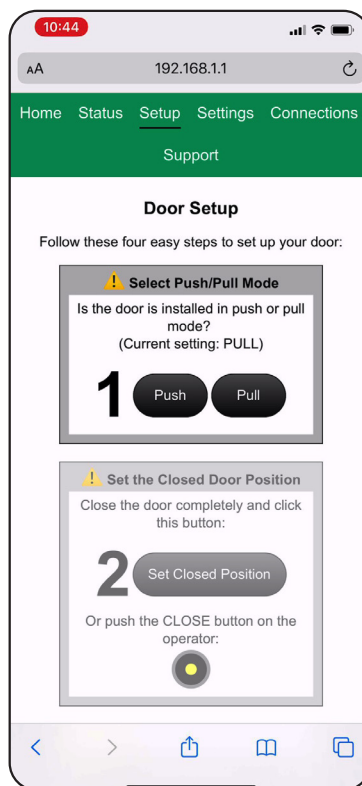 10:44
AA 192.168.1.1
Home Status Setup Settings Connections
Support
Door Setup
Follow these four easy steps to set up your door:
! Select Push/Pull Mode
Is the door is installed in push or pull
mode?
(Current setting: PULL)
1 Push Pull
! Set the Closed Door Position
Close the door completely and click
this button:
2 Set Closed Position
Or push the CLOSE button on the
operator: